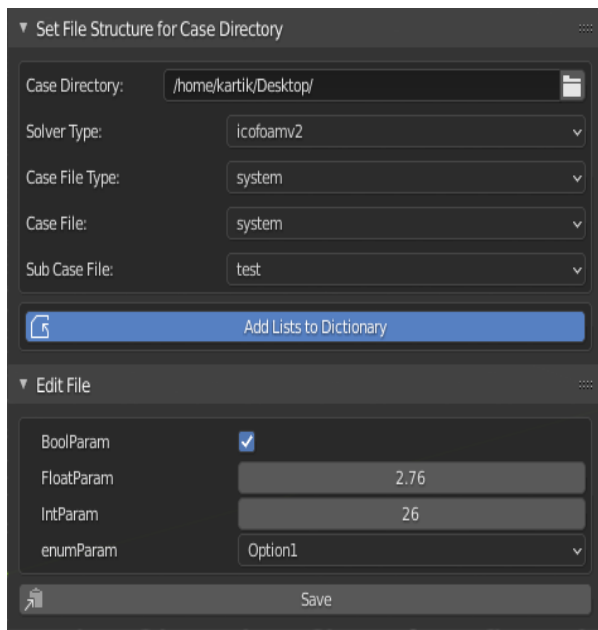 Set File Structure for Case Directory
Case Directory: /home/kartik/Desktop/
Solver Type: icofoamv2
Case File Type: system
Case File: system
Sub Case File: test
Add Lists to Dictionary
Edit File
BoolParam
FloatParam 2.76
IntParam 26
enumParam Option1
Save